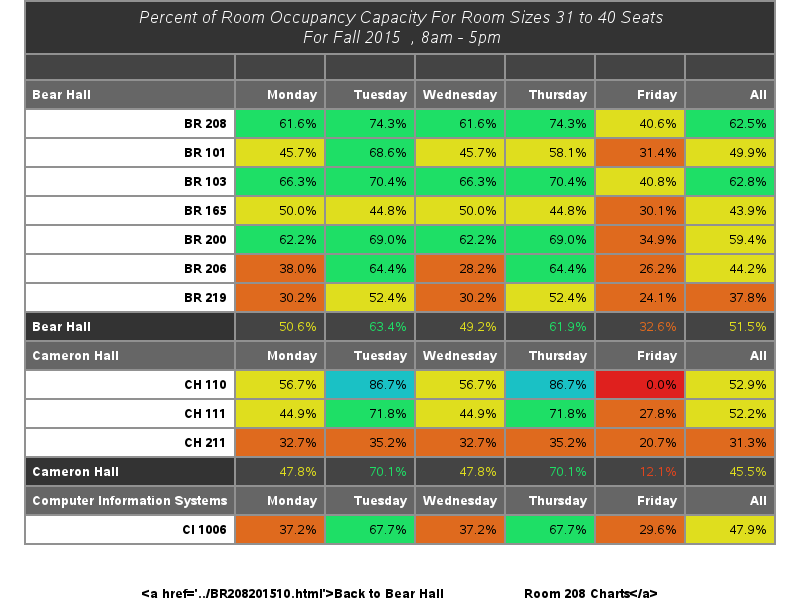 Percent of Room Occupancy Capacity For Room Sizes 31 to 40 Seats
For Fall 2015 , 8am - 5pm
Bear Hall Monday Tuesday Wednesday Thursday Friday All
BR 208 61.6% 74.3% 61.6% 74.3% 40.6% 62.5%
BR 101 45.7% 68.6% 45.7% 58.1% 31.4% 49.9%
BR 103 66.3% 70.4% 66.3% 70.4% 40.8% 62.8%
BR 165 50.0% 44.8% 50.0% 44.8% 30.1% 43.9%
BR 200 62.2% 69.0% 62.2% 69.0% 34.9% 59.4%
BR 206 38.0% 64.4% 28.2% 64.4% 26.2% 44.2%
BR 219 30.2% 52.4% 30.2% 52.4% 24.1% 37.8%
Bear Hall 50.6% 63.4% 49.2% 61.9% 32.6% 51.5%
Cameron Hall Monday Tuesday Wednesday Thursday Friday All
CH 110 56.7% 86.7% 56.7% 86.7% 0.0% 52.9%
CH 111 44.9% 71.8% 44.9% 71.8% 27.8% 52.2%
CH 211 32.7% 35.2% 32.7% 35.2% 20.7% 31.3%
Cameron Hall 47.8% 70.1% 47.8% 70.1% 12.1% 45.5%
Computer Information Systems Monday Tuesday Wednesday Thursday Friday All
CI 1006 37.2% 67.7% 37.2% 67.7% 29.6% 47.9%
<a href='../BR208201510.html'>Back to Bear Hall Room 208 Charts</a>